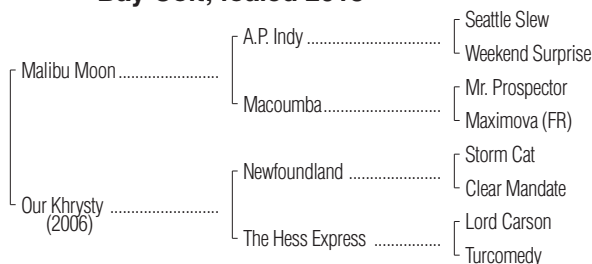 Seattle Slew
A.P. Indy
Weekend Surprise
Malibu Moon
Mr. Prospector
Macoumba
Maximova (FR)
Storm Cat
Newfoundland
Clear Mandate
Our Khrysty
(2006)
Lord Carson
The Hess Express
Turcomedy